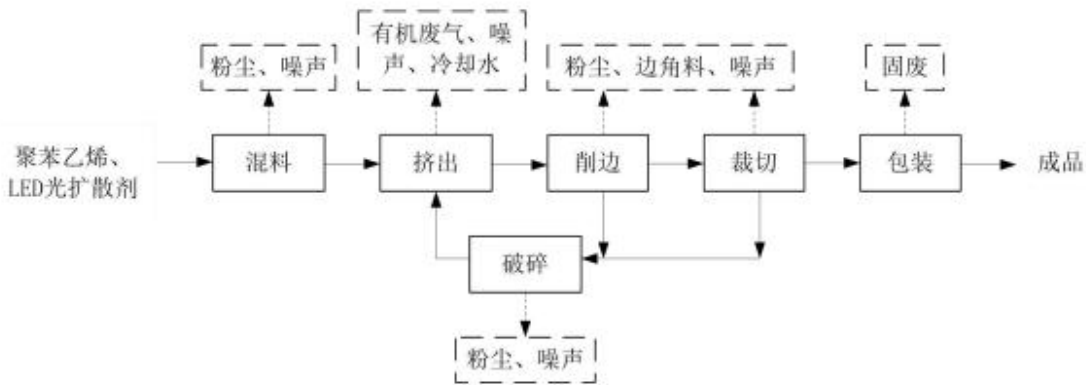 粉尘、噪声
有机废气、噪
声、冷却水
粉尘、边角料、噪声
固废
聚苯乙烯、
LED光扩散剂
混料
挤出
削边
裁切
包装
成品
破碎
粉尘、噪声